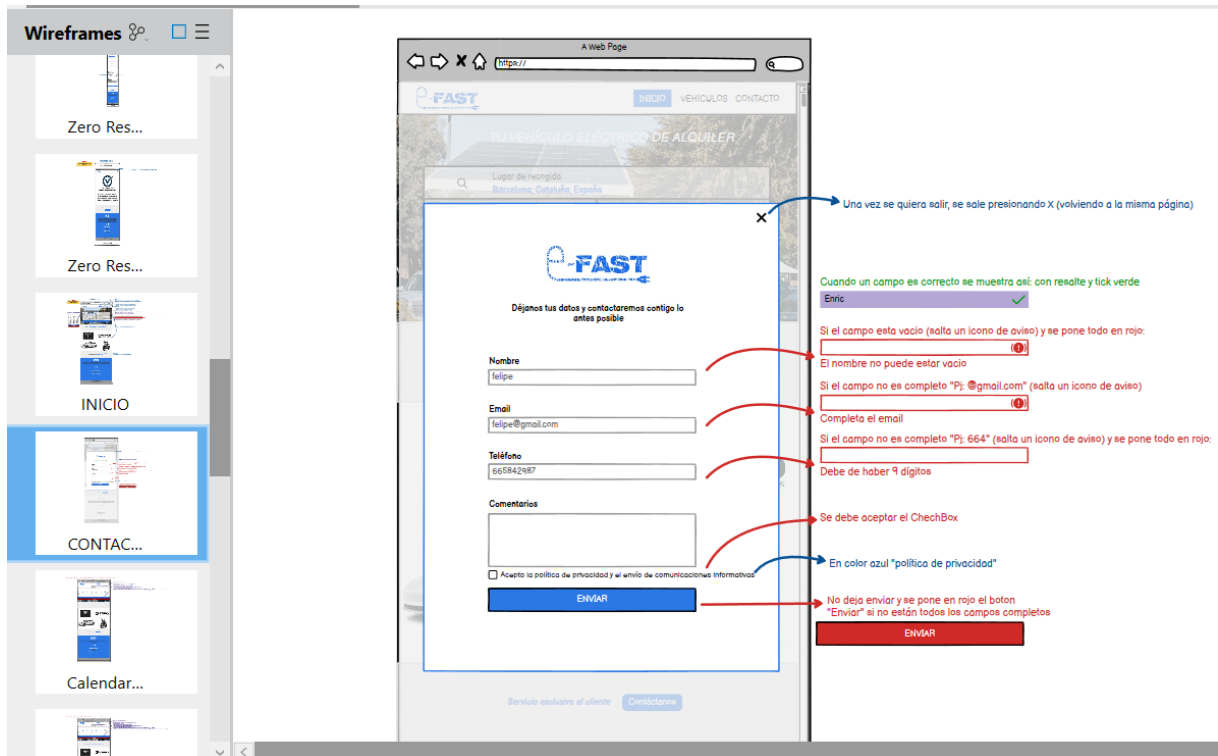 Wireframes
Zero Res...
Zero Res...
INICIO
CONTAC...
Calendar...
A Web Page
https://
e-FAST
INICIO
VEHICULOS
CONTACTO
TU VEHÍCULO ELÉCTRICO DE ALQUILER
Lugar de recogida
Barcelona, Cataluña, España
X
e-FAST
Déjanos tus datos y contactaremos contigo lo
antes posible
Nombre
felipe
Email
felipe@gmail.com
Teléfono
665842987
Comentarios
Acepto la política de privacidad y el envío de comunicaciones informativas
ENVIAR
Servicio exclusivo al cliente
Contáctanos
Una vez se quiera salir, se sale presionando X (volviendo a la misma página)
Cuando un campo es correcto se muestra así: con resalte y tick verde
Enric
Si el campo esta vacio (salta un icono de aviso) y se pone todo en rojo:
El nombre no puede estar vacio
Si el campo no es completo "Pj: @gmail.com" (salta un icono de aviso)
Completa el email
Si el campo no es completo "Pj: 664" (salta un icono de aviso) y se pone todo en rojo:
Debe de haber 9 dígitos
Se debe aceptar el ChechBox
En color azul "política de privacidad"
No deja enviar y se pone en rojo el boton
"Enviar" si no están todos los campos completos
ENVIAR